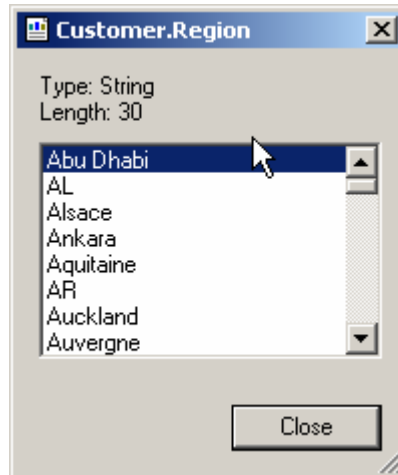 Customer.Region
Type: String
Length: 30
Abu Dhabi
AL
Alsace
Ankara
Aquitaine
AR
Auckland
Auvergne
Close